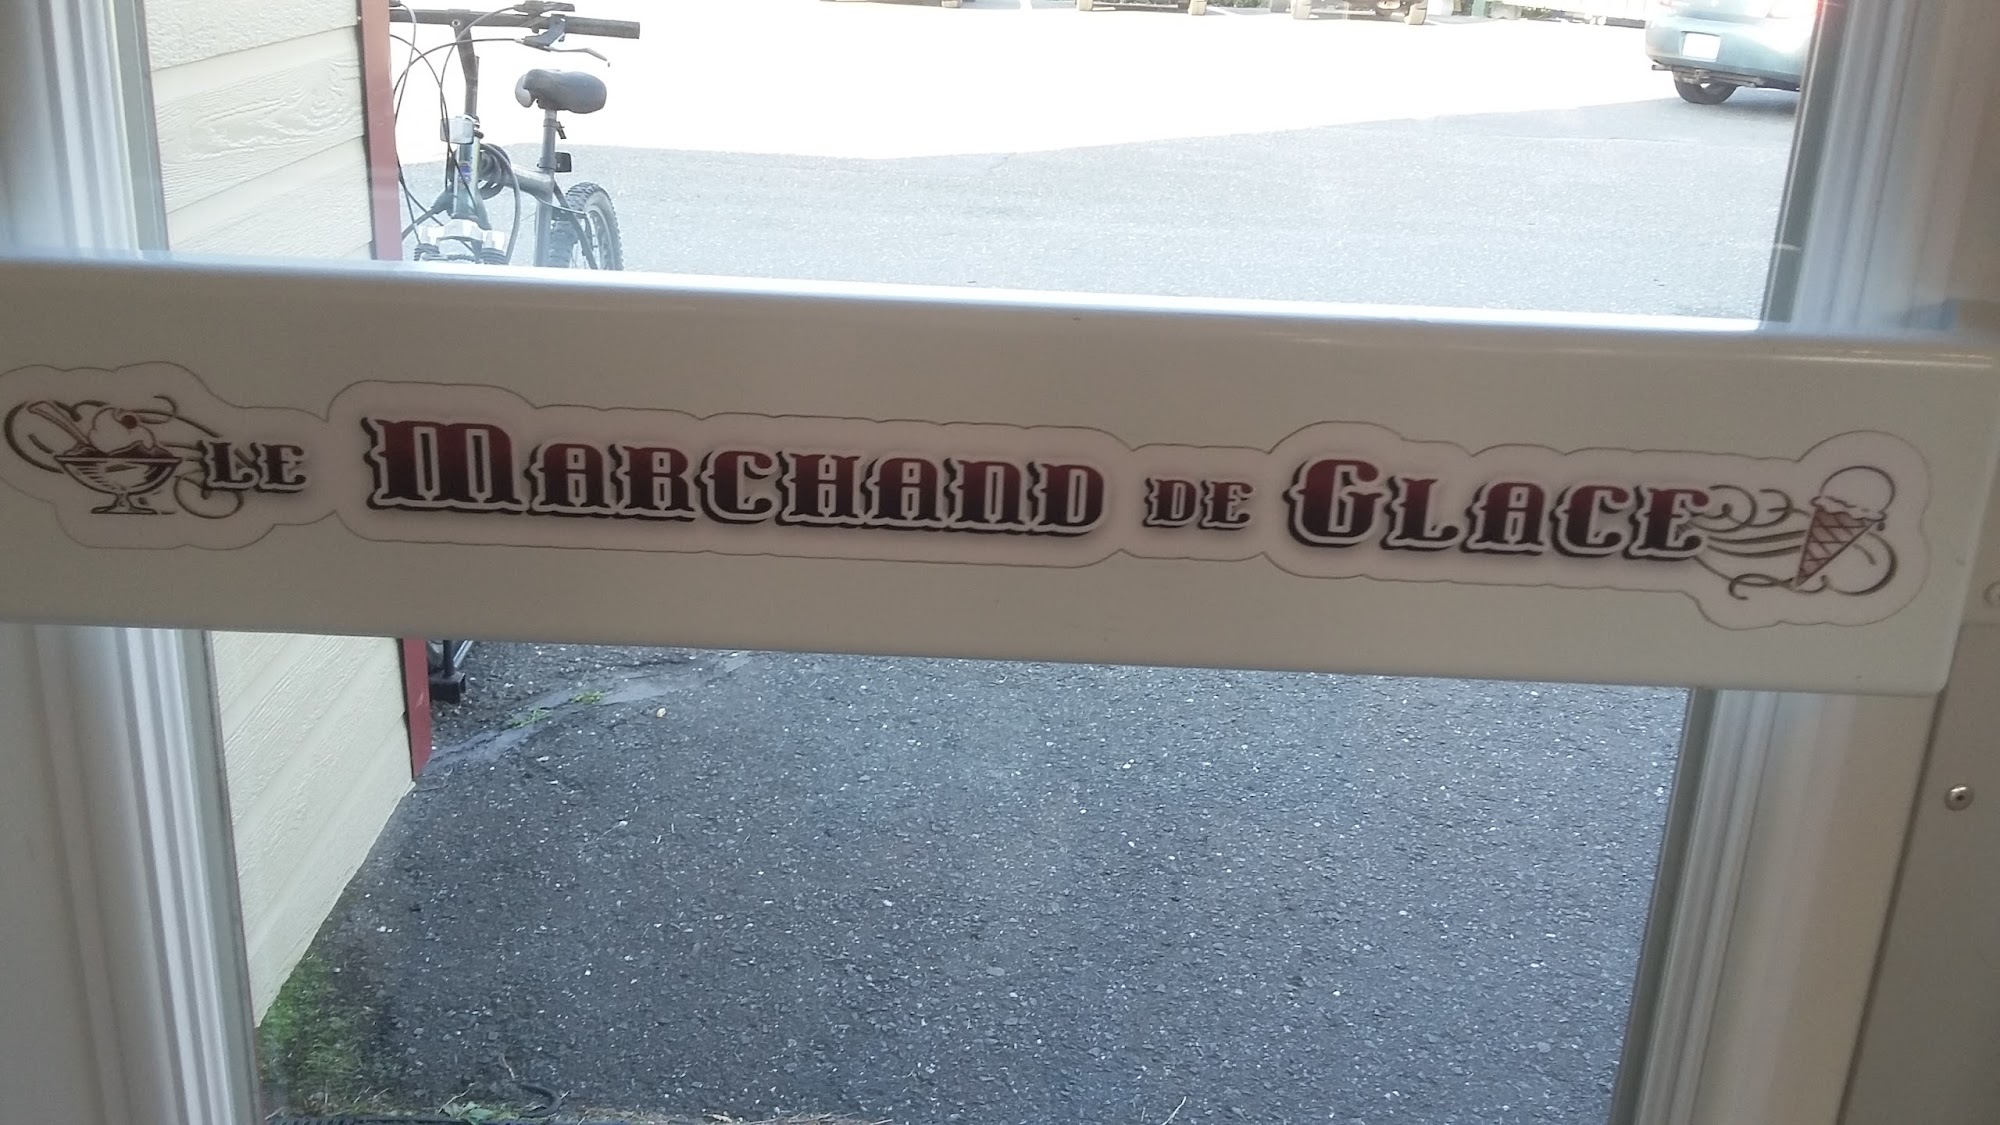 LE MARCHAND DE GLACE